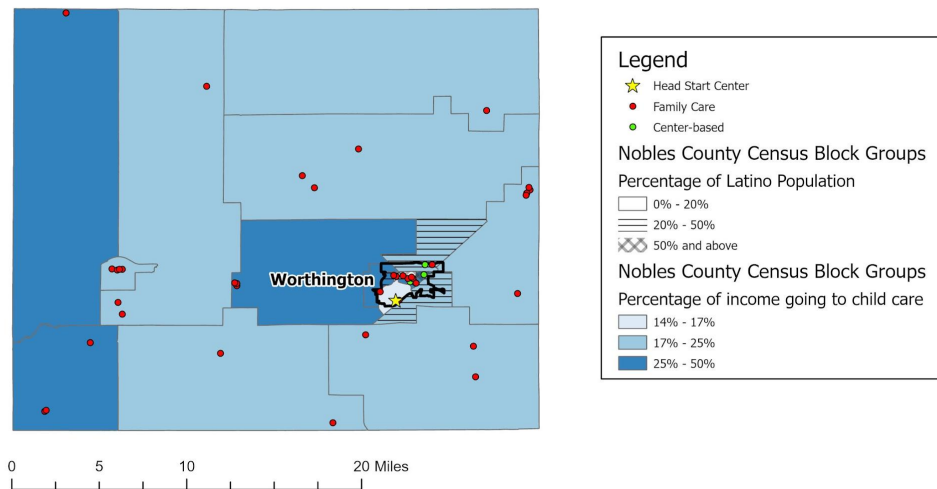 Worthington
0 5 10 20 Miles
Legend
Head Start Center
Family Care
Center-based
Nobles County Census Block Groups
Percentage of Latino Population
0% - 20%
20% - 50%
50% and above
Nobles County Census Block Groups
Percentage of income going to child care
14% - 17%
17% - 25%
25% - 50%